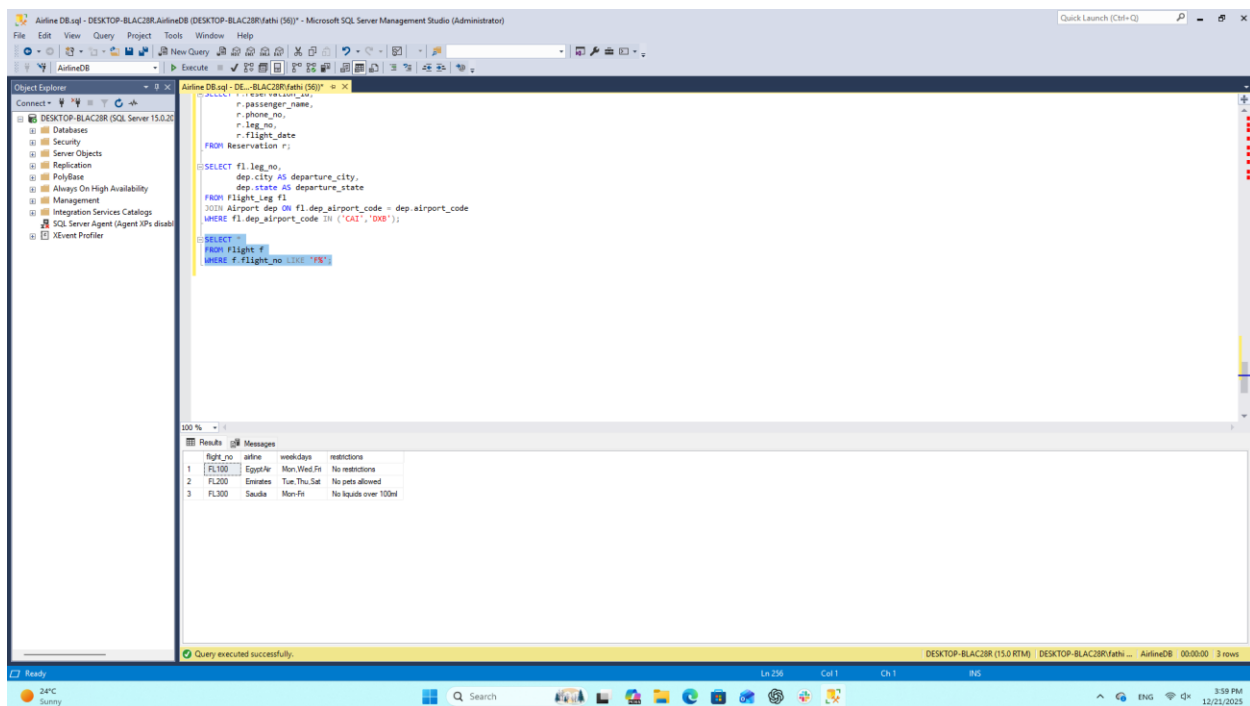 Airline DB.sql - DESKTOP-BLAC28R.AirlineDB (DESKTOP-BLAC28R\fathi (56))* - Microsoft SQL Server Management Studio (Administrator)
Quick Launch (Ctrl+Q)
File Edit View Query Project Tools Window Help
New Query
AirlineDB
Execute
Object Explorer
Connect
DESKTOP-BLAC28R (SQL Server 15.0.20
Databases
Security
Server Objects
Replication
PolyBase
Always On High Availability
Management
Integration Services Catalogs
SQL Server Agent (Agent XPs disabl
XEvent Profiler
Airline DB.sql - DE...-BLAC28R\fathi (56))*
SELECT r.reservation_id,
r.passenger_name,
r.phone_no,
r.leg_no,
r.flight_date
FROM Reservation r;
SELECT fl.leg_no,
dep.city AS departure_city,
dep.state AS departure_state
FROM Flight_Leg fl
JOIN Airport dep ON fl.dep_airport_code = dep.airport_code
WHERE fl.dep_airport_code IN ('CAI','DXB');
SELECT *
FROM Flight f
WHERE f.flight_no LIKE 'F%';
100 %
Results Messages
flight_no airline weekdays restrictions
1 FL100 EgyptAir Mon,Wed,Fri No restrictions
2 FL200 Emirates Tue,Thu,Sat No pets allowed
3 FL300 Saudia Mon-Fri No liquids over 100ml
Query executed successfully.
DESKTOP-BLAC28R (15.0 RTM) DESKTOP-BLAC28R\fathi ... AirlineDB 00:00:00 3 rows
Ready
Ln 256 Col 1 Ch 1 INS
24°C
Sunny
Search
ENG
3:59 PM
12/21/2025